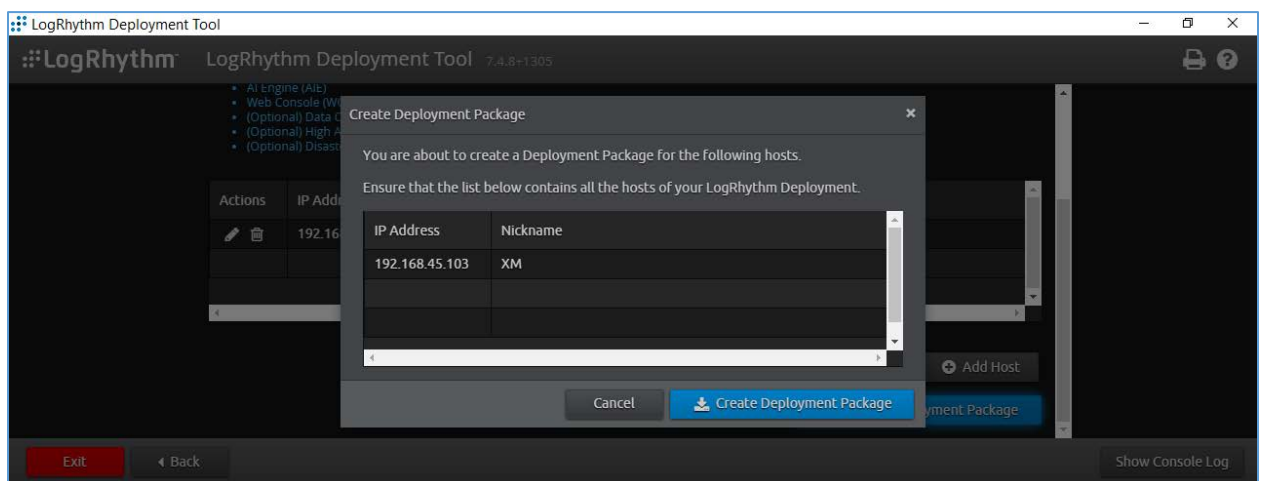 LogRhythm Deployment Tool
LogRhythm LogRhythm Deployment Tool 7.4.8+1305
AI Engine (AIE)
Web Console
(Optional) Data
(Optional) High
(Optional)
Create Deployment Package
You are about to create a Deployment Package for the following hosts.
Ensure that the list below contains all the hosts of your LogRhythm Deployment.
Actions IP
192.16
IP Address Nickname
192.168.45.103 XM
Add Host
Cancel Create Deployment Package
Package
Exit Back Show Console Log